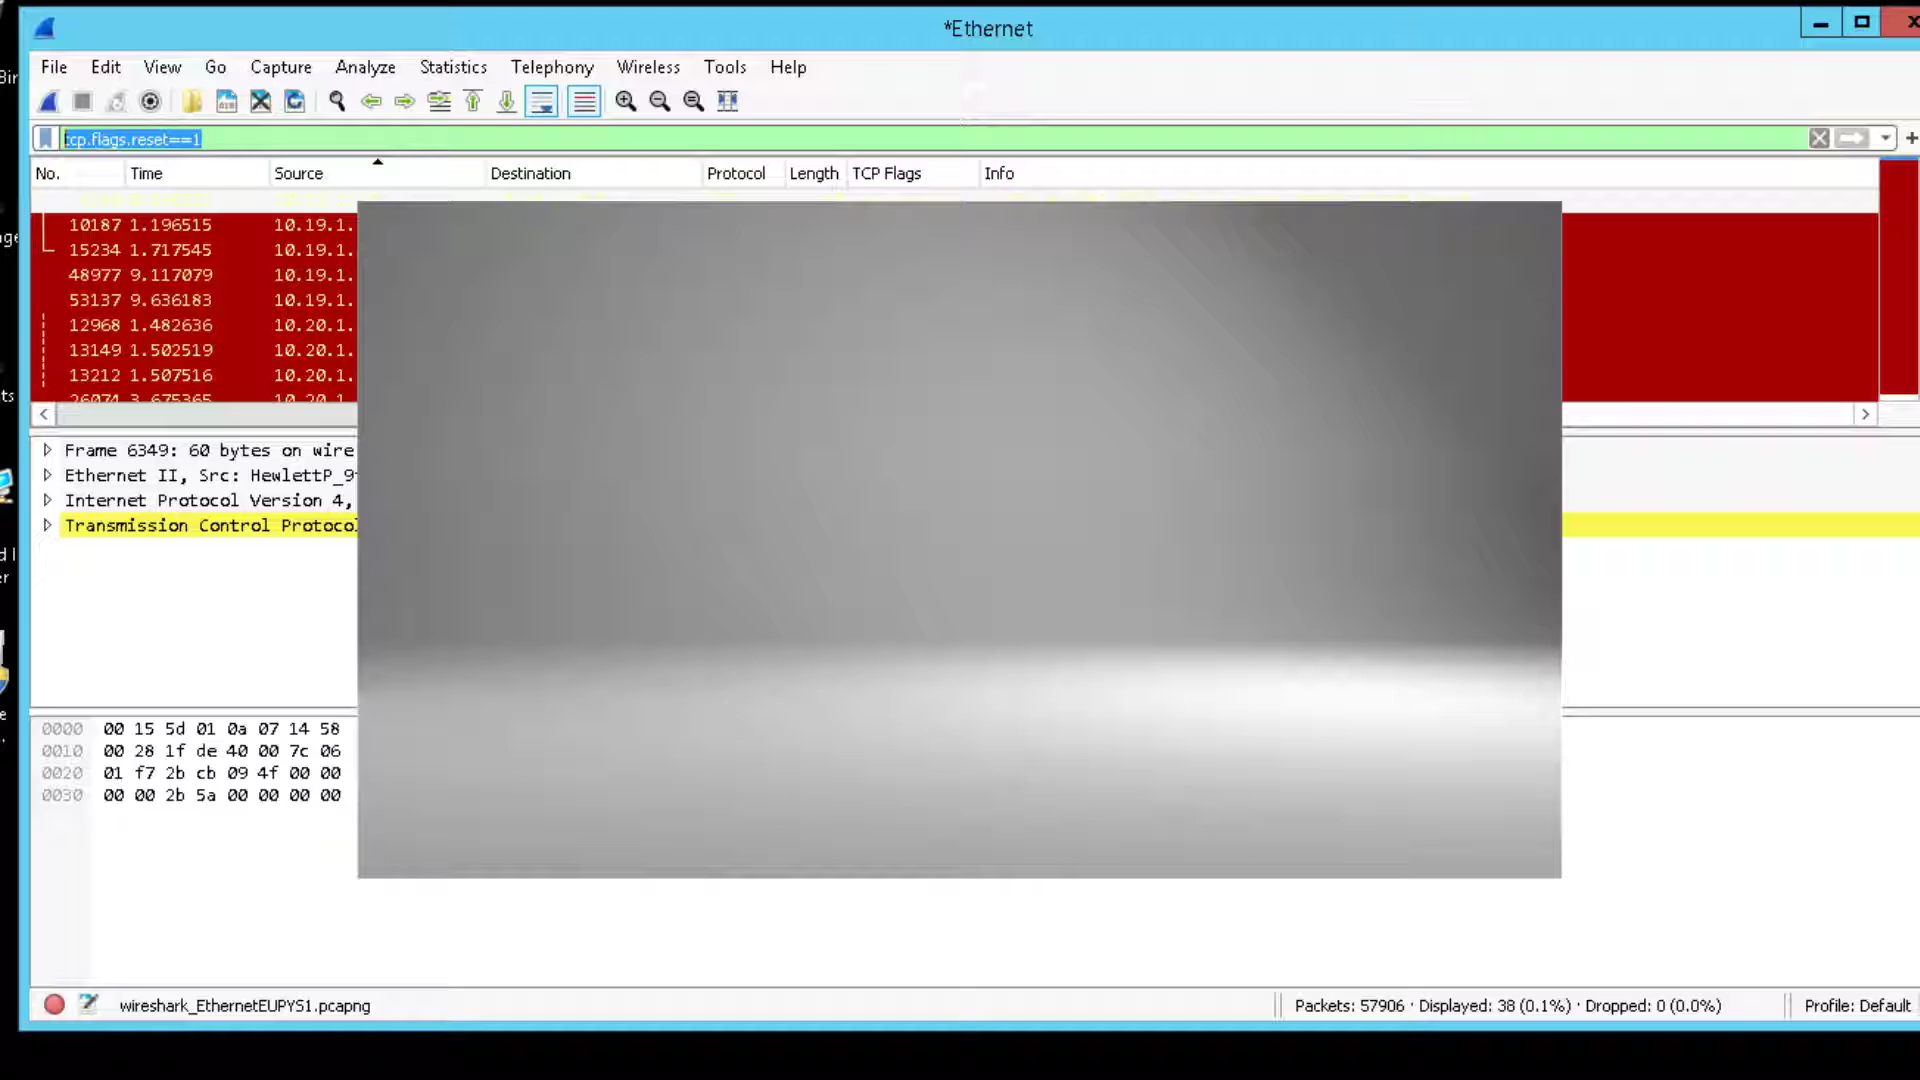 *Ethernet
File Edit View Go Capture Analyze Statistics Telephony Wireless Tools Help
tcp.flags.reset==1
No. Time Source Destination Protocol Length TCP Flags Info
10187 1.196515 10.19.1.
15234 1.717545 10.19.1.
48977 9.117079 10.19.1.
53137 9.636183 10.19.1.
12968 1.482636 10.20.1.
13149 1.502519 10.20.1.
13212 1.507516 10.20.1.
26074 3.675365 10.20.1
Frame 6349: 60 bytes on wire
Ethernet II, Src: HewlettP_9
Internet Protocol Version 4,
Transmission Control Protocol
0000 00 15 5d 01 0a 07 14 58
0010 00 28 1f de 40 00 7c 06
0020 01 f7 2b cb 09 4f 00 00
0030 00 00 2b 5a 00 00 00 00
wireshark_EthernetEUPYS1.pcapng Packets: 57906 · Displayed: 38 (0.1%) · Dropped: 0 (0.0%) Profile: Default